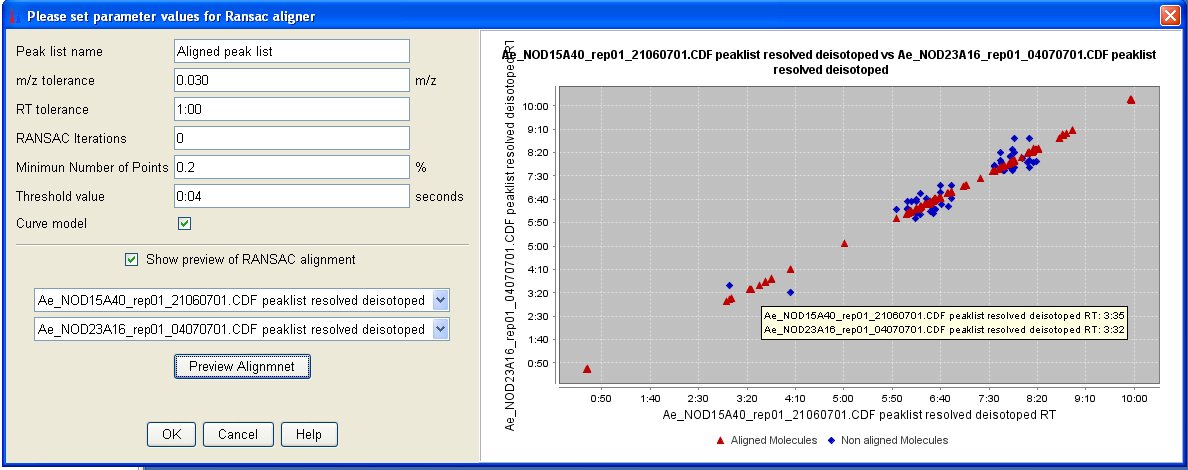 Please set parameter values for Ransac aligner
Peak list name Aligned peak list
m/z tolerance 0.030 m/z
RT tolerance 1:00
RANSAC Iterations 0
Minimun Number of Points 0.2 %
Threshold value 0:04 seconds
Curve model
Show preview of RANSAC alignment
Ae_NOD15A40_rep01_21060701.CDF peaklist resolved deisotoped
Ae_NOD23A16_rep01_04070701.CDF peaklist resolved deisotoped
Preview Alignmnet
OK Cancel Help
Ae_NOD15A40_rep01_21060701.CDF peaklist resolved deisotoped vs Ae_NOD23A16_rep01_04070701.CDF peaklist
resolved deisotoped
Ae_NOD23A16_rep01_04070701.CDF peaklist resolved deisotoped RT
10:00
9:10
8:20
7:30
6:40
5:50
5:00
4:10
3:20
2:30
1:40
0:50
Ae_NOD15A40_rep01_21060701.CDF peaklist resolved deisotoped RT: 3:35
Ae_NOD23A16_rep01_04070701.CDF peaklist resolved deisotoped RT: 3:32
0:50 1:40 2:30 3:20 4:10 5:00 5:50 6:40 7:30 8:20 9:10 10:00
Ae_NOD15A40_rep01_21060701.CDF peaklist resolved deisotoped RT
Aligned Molecules Non aligned Molecules